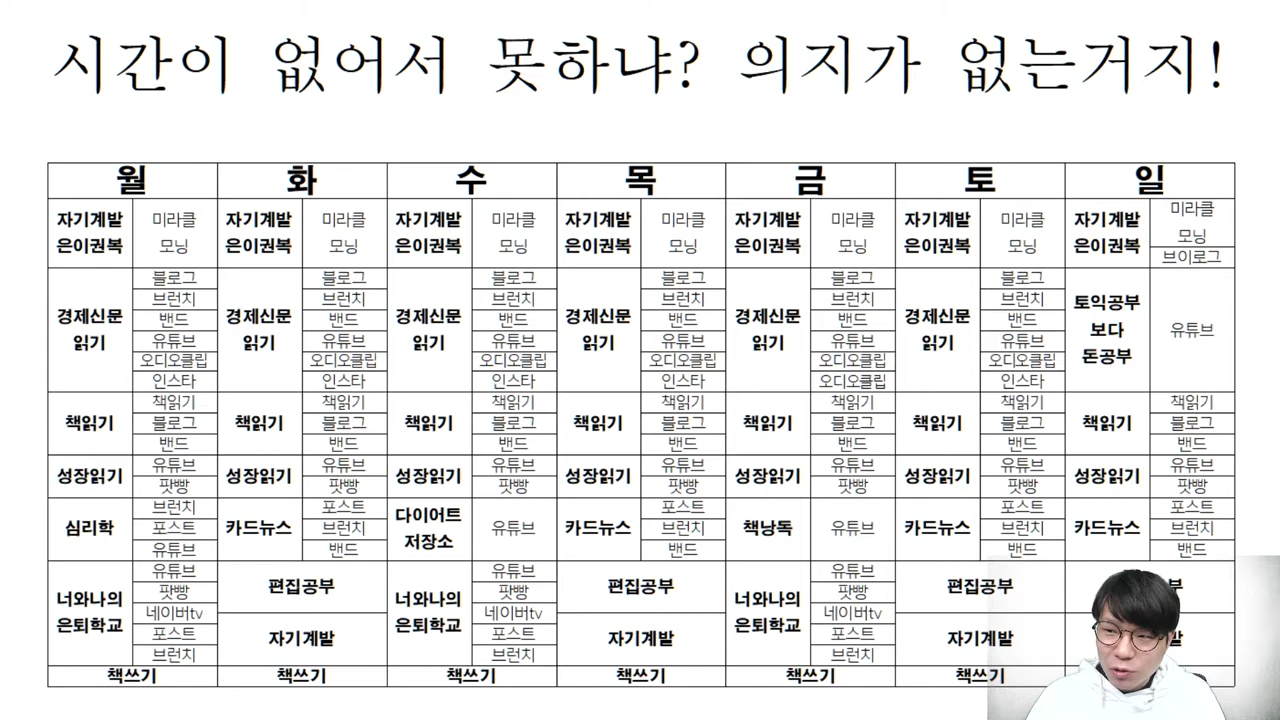 시간이 없어서 못하냐? 의지가 없는거지!
월 화 수 목 금 토 일
자기계발 은이권복 미라클 모닝 자기계발 은이권복 미라클 모닝 자기계발 은이권복 미라클 모닝 자기계발 은이권복 미라클 모닝 자기계발 은이권복 미라클 모닝 자기계발 은이권복 미라클 모닝 자기계발 은이권복 미라클 모닝 브이로그
경제신문 읽기 블로그 브런치 밴드 유튜브 오디오클립 인스타 경제신문 읽기 블로그 브런치 밴드 유튜브 오디오클립 인스타 경제신문 읽기 블로그 브런치 밴드 유튜브 오디오클립 인스타 경제신문 읽기 블로그 브런치 밴드 유튜브 오디오클립 인스타 경제신문 읽기 블로그 브런치 밴드 유튜브 오디오클립 오디오클립 경제신문 읽기 블로그 브런치 밴드 유튜브 오디오클립 인스타 토익공부 보다 돈공부 유튜브
책읽기 책읽기 블로그 밴드 책읽기 책읽기 블로그 밴드 책읽기 책읽기 블로그 밴드 책읽기 책읽기 블로그 밴드 책읽기 책읽기 블로그 밴드 책읽기 책읽기 블로그 밴드 책읽기 책읽기 블로그 밴드
성장읽기 유튜브 팟빵 성장읽기 유튜브 팟빵 성장읽기 유튜브 팟빵 성장읽기 유튜브 팟빵 성장읽기 유튜브 팟빵 성장읽기 유튜브 팟빵 성장읽기 유튜브 팟빵
심리학 브런치 포스트 유튜브 카드뉴스 포스트 브런치 밴드 다이어트 저장소 유튜브 카드뉴스 포스트 브런치 밴드 책낭독 유튜브 카드뉴스 포스트 브런치 밴드 카드뉴스 포스트 브런치 밴드
너와나의 은퇴학교 유튜브 팟빵 네이버tv 포스트 브런치 편집공부 자기계발 너와나의 은퇴학교 유튜브 팟빵 네이버tv 포스트 브런치 편집공부 자기계발 너와나의 은퇴학교 유튜브 팟빵 네이버tv 포스트 브런치 편집공부 자기계발
책쓰기 책쓰기 책쓰기 책쓰기 책쓰기 책쓰기